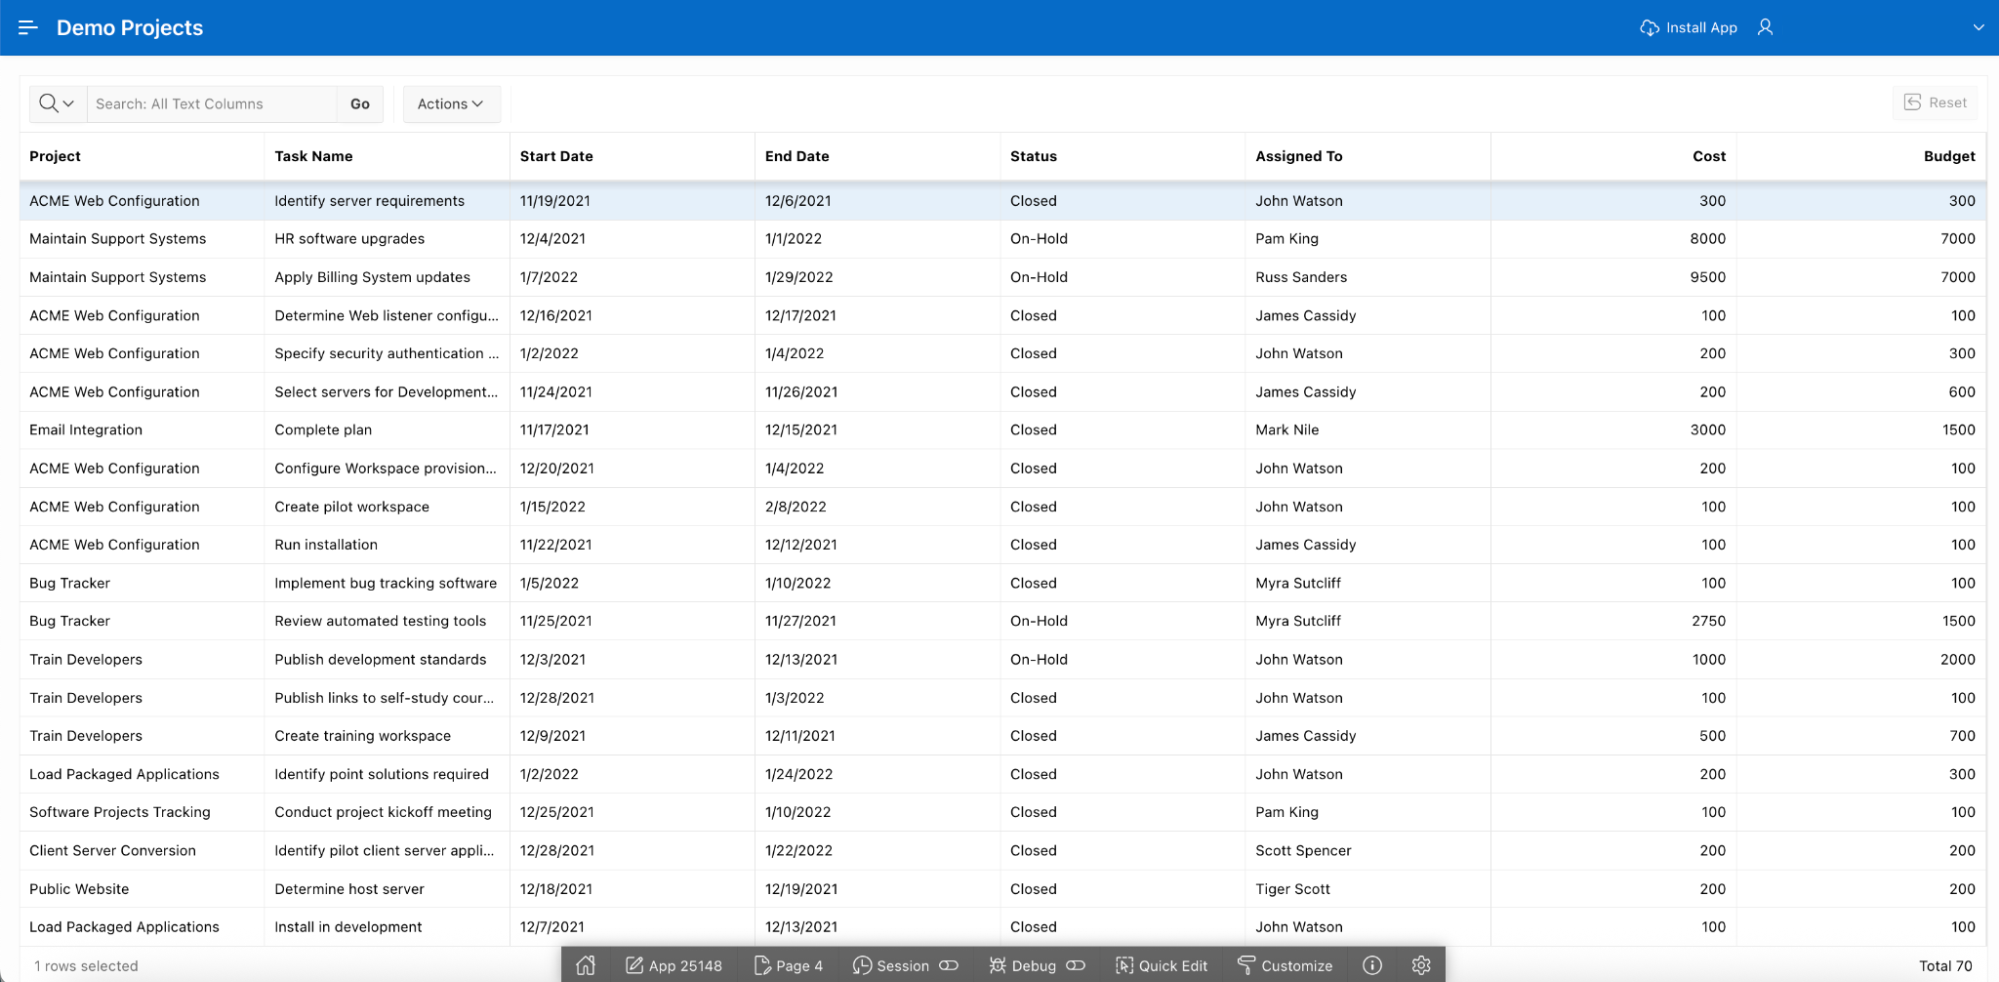 Demo Projects Install App
Search: All Text Columns Go Actions Reset
Project Task Name Start Date End Date Status Assigned To Cost Budget
ACME Web Configuration Identify server requirements 11/19/2021 12/6/2021 Closed John Watson 300 300
Maintain Support Systems HR software upgrades 12/4/2021 1/1/2022 On-Hold Pam King 8000 7000
Maintain Support Systems Apply Billing System updates 1/7/2022 1/29/2022 On-Hold Russ Sanders 9500 7000
ACME Web Configuration Determine Web listener configu... 12/16/2021 12/17/2021 Closed James Cassidy 100 100
ACME Web Configuration Specify security authentication ... 1/2/2022 1/4/2022 Closed John Watson 200 300
ACME Web Configuration Select servers for Development... 11/24/2021 11/26/2021 Closed James Cassidy 200 600
Email Integration Complete plan 11/17/2021 12/15/2021 Closed Mark Nile 3000 1500
ACME Web Configuration Configure Workspace provision... 12/20/2021 1/4/2022 Closed John Watson 200 100
ACME Web Configuration Create pilot workspace 1/15/2022 2/8/2022 Closed John Watson 100 100
ACME Web Configuration Run installation 11/22/2021 12/12/2021 Closed James Cassidy 100 100
Bug Tracker Implement bug tracking software 1/5/2022 1/10/2022 Closed Myra Sutcliff 100 100
Bug Tracker Review automated testing tools 11/25/2021 11/27/2021 On-Hold Myra Sutcliff 2750 1500
Train Developers Publish development standards 12/3/2021 12/13/2021 On-Hold John Watson 1000 2000
Train Developers Publish links to self-study cour... 12/28/2021 1/3/2022 Closed John Watson 100 100
Train Developers Create training workspace 12/9/2021 12/11/2021 Closed James Cassidy 500 700
Load Packaged Applications Identify point solutions required 1/2/2022 1/24/2022 Closed John Watson 200 300
Software Projects Tracking Conduct project kickoff meeting 12/25/2021 1/10/2022 Closed Pam King 100 100
Client Server Conversion Identify pilot client server appli... 12/28/2021 1/22/2022 Closed Scott Spencer 200 200
Public Website Determine host server 12/18/2021 12/19/2021 Closed Tiger Scott 200 200
Load Packaged Applications Install in development 12/7/2021 12/13/2021 Closed John Watson 100 100
1 rows selected App 25148 Page 4 Session Debug Quick Edit Customize Total 70